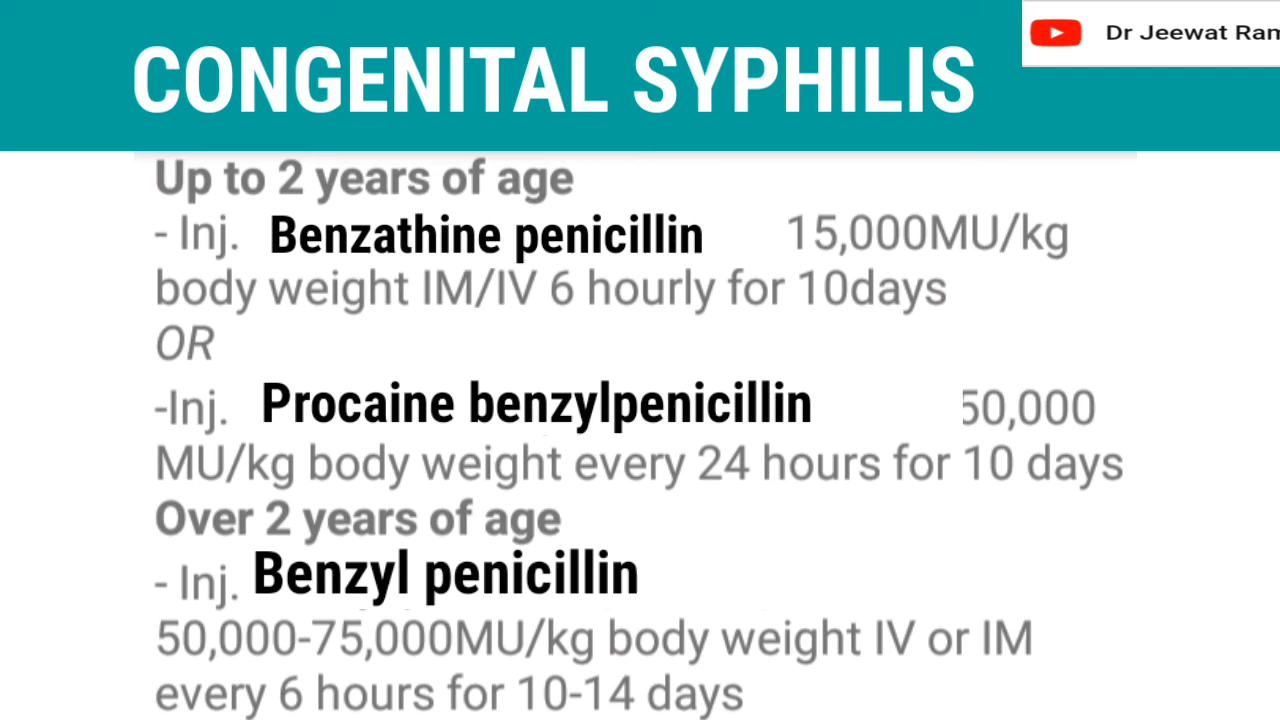 CONGENITAL SYPHILIS
Dr Jeewat Ram
Up to 2 years of age
- Inj. Benzathine penicillin 15,000MU/kg
body weight IM/IV 6 hourly for 10days
OR
-Inj. Procaine benzylpenicillin 50,000
MU/kg body weight every 24 hours for 10 days
Over 2 years of age
- Inj. Benzyl penicillin
50,000-75,000MU/kg body weight IV or IM
every 6 hours for 10-14 days